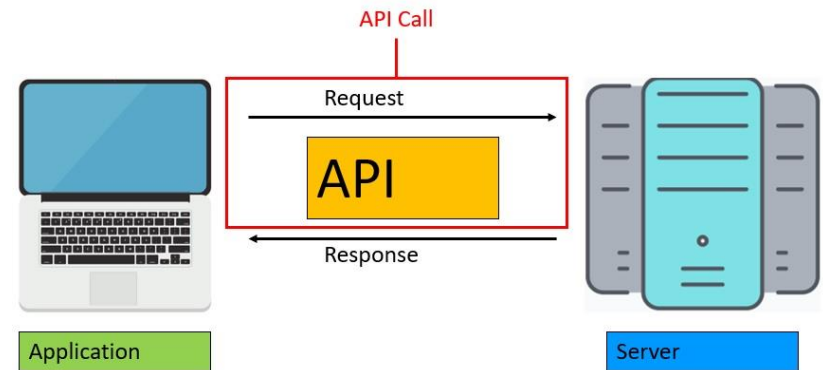 API Call
Request
API
Response
Application
Server